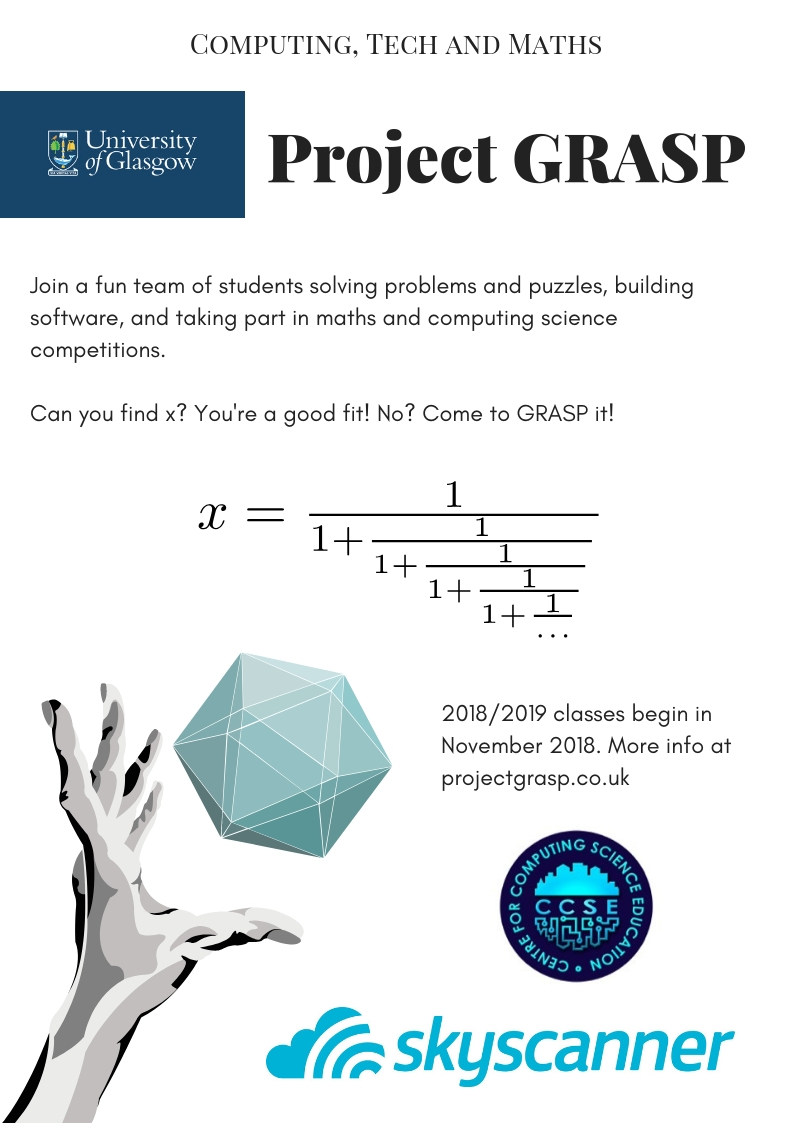 COMPUTING, TECH AND MATHS
University
of Glasgow
Project GRASP
Join a fun team of students solving problems and puzzles, building
software, and taking part in maths and computing science
competitions.
Can you find x? You're a good fit! No? Come to GRASP it!
x = 1
1+ 1
1+ 1
1+ 1
1+ 1
...
2018/2019 classes begin in
November 2018. More info at
projectgrasp.co.uk
CENTRE FOR COMPUTING SCIENCE EDUCATION •
CCSE
skyscanner